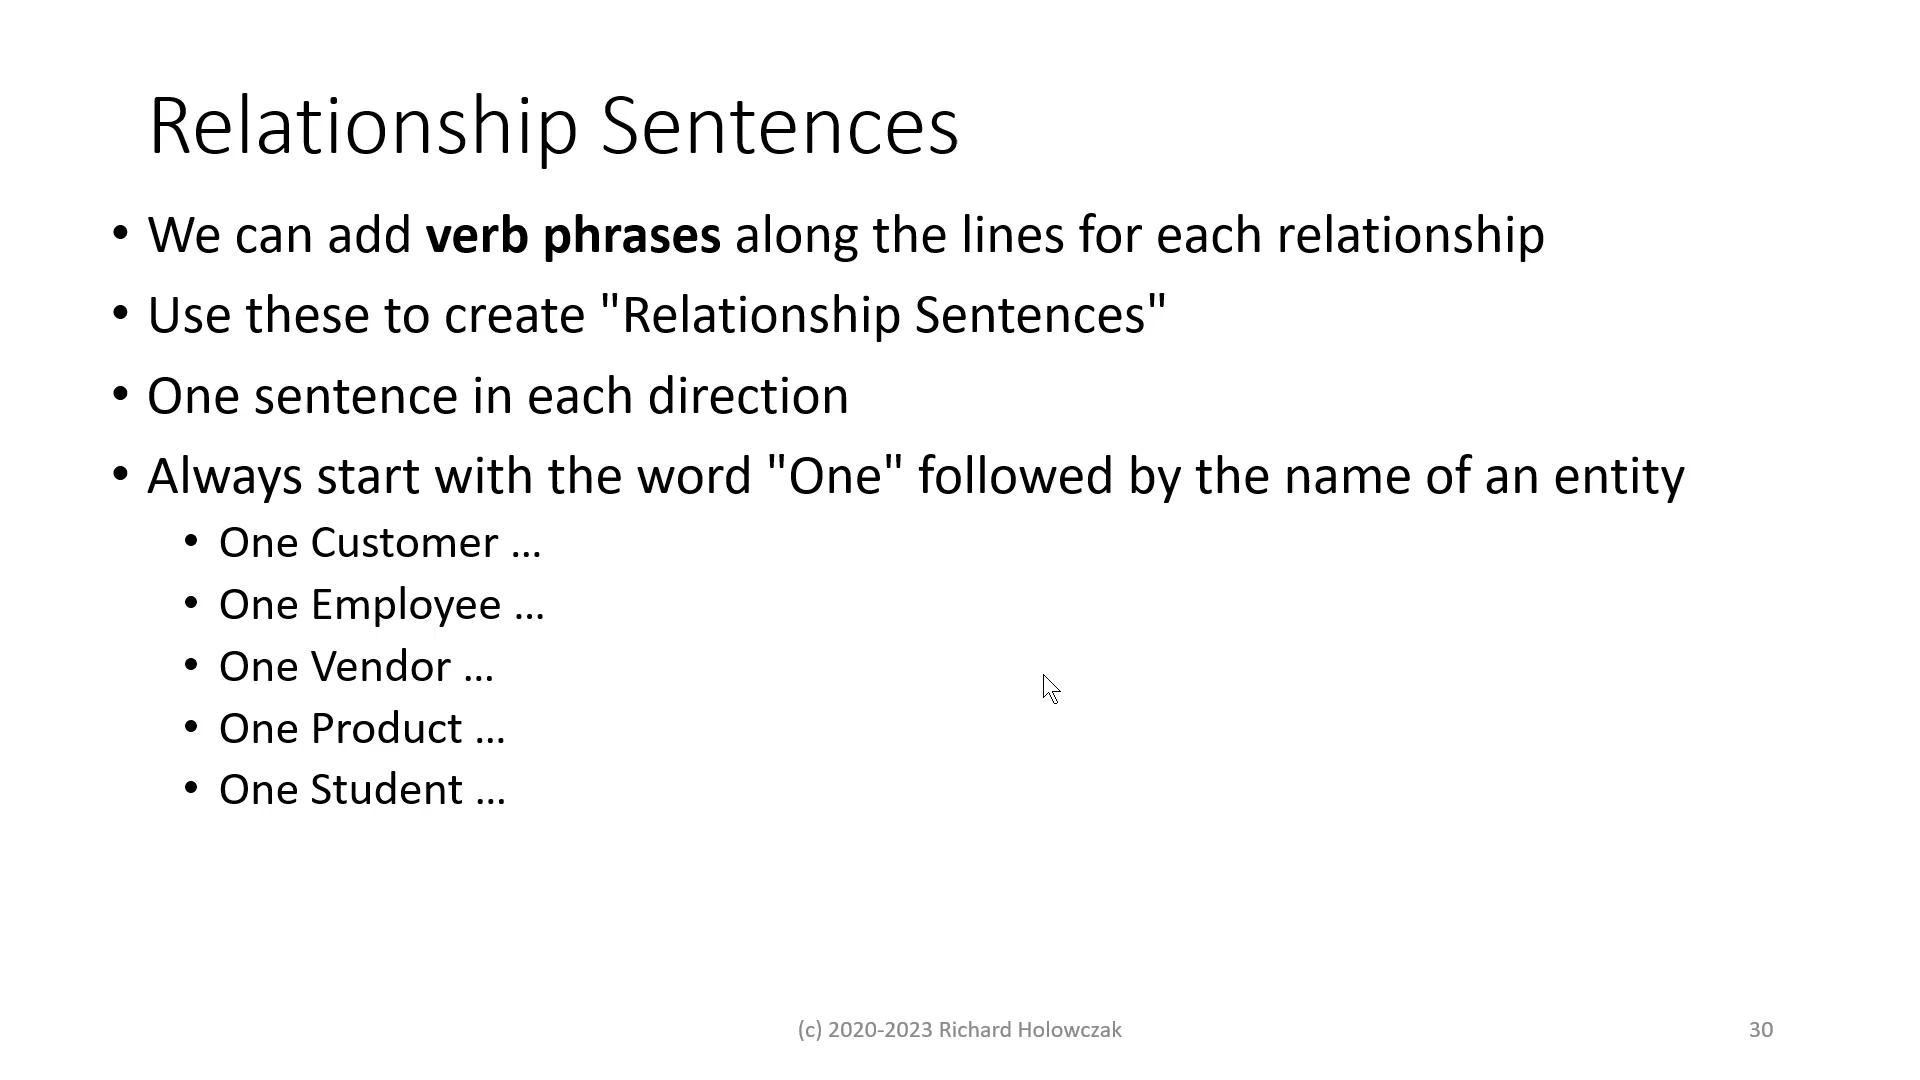 Relationship Sentences
• We can add verb phrases along the lines for each relationship
• Use these to create "Relationship Sentences"
• One sentence in each direction
• Always start with the word "One" followed by the name of an entity
• One Customer …
• One Employee …
• One Vendor …
• One Product …
• One Student …
(c) 2020-2023 Richard Holowczak
30